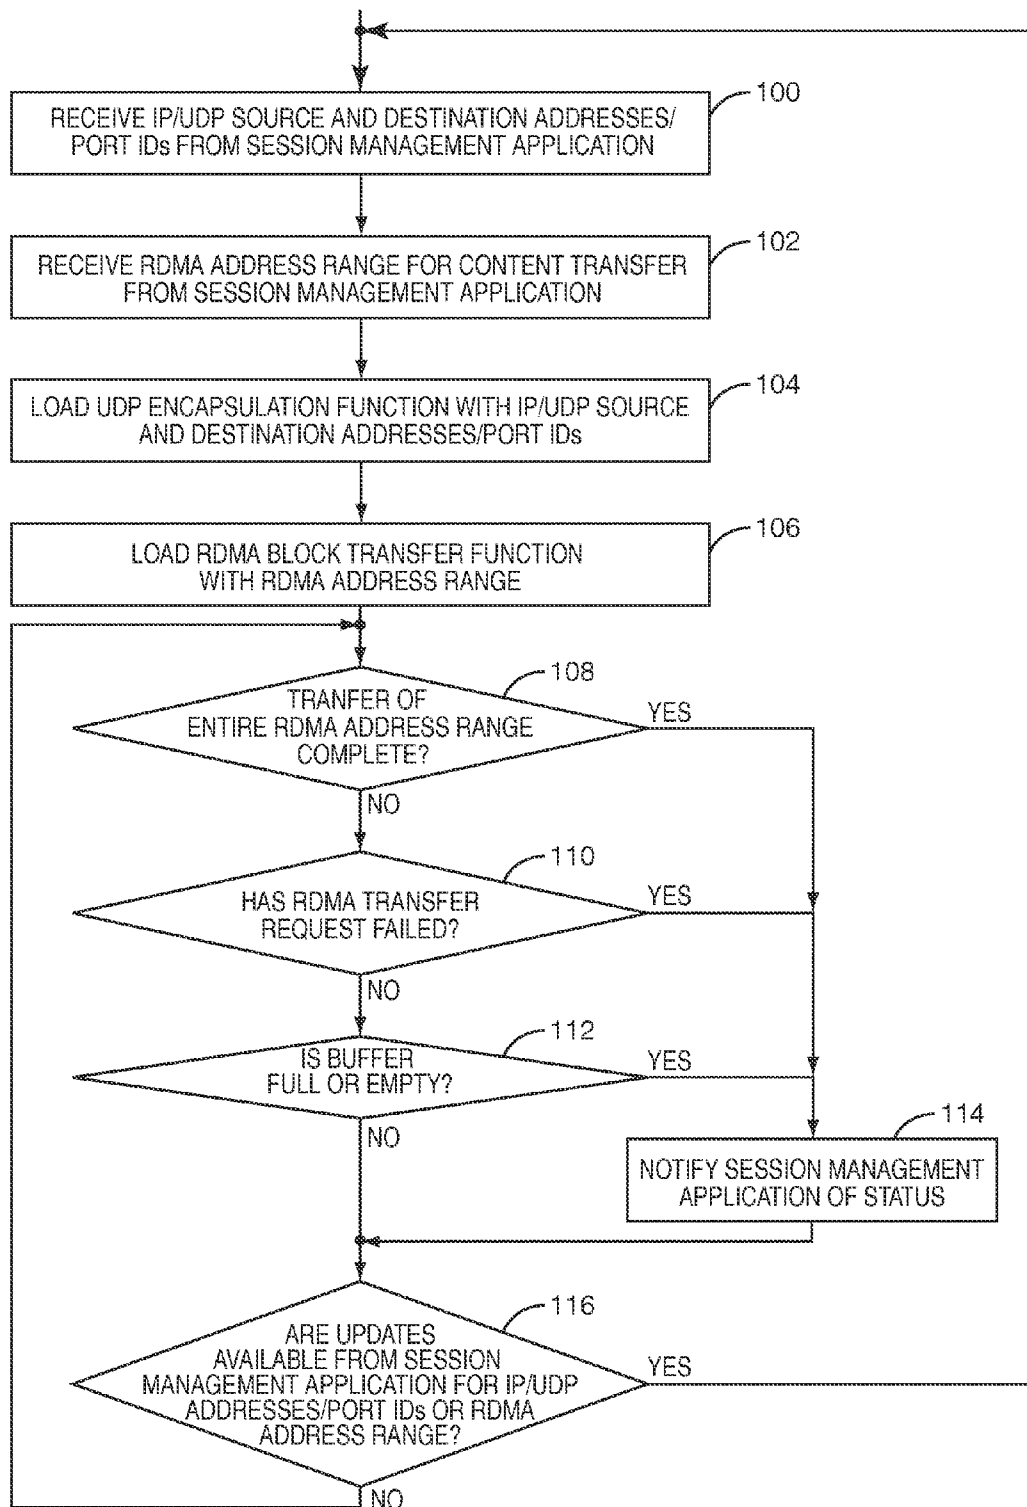 100
RECEIVE IP/UDP SOURCE AND DESTINATION ADDRESSES/
PORT IDs FROM SESSION MANAGEMENT APPLICATION
102
RECEIVE RDMA ADDRESS RANGE FOR CONTENT TRANSFER
FROM SESSION MANAGEMENT APPLICATION
104
LOAD UDP ENCAPSULATION FUNCTION WITH IP/UDP SOURCE
AND DESTINATION ADDRESSES/PORT IDs
106
LOAD RDMA BLOCK TRANSFER FUNCTION
WITH RDMA ADDRESS RANGE
108
TRANFER OF
ENTIRE RDMA ADDRESS RANGE
COMPLETE?
YES
NO
110
HAS RDMA TRANSFER
REQUEST FAILED?
YES
NO
112
IS BUFFER
FULL OR EMPTY?
YES
NO
114
NOTIFY SESSION MANAGEMENT
APPLICATION OF STATUS
116
ARE UPDATES
AVAILABLE FROM SESSION
MANAGEMENT APPLICATION FOR IP/UDP
ADDRESSES/PORT IDs OR RDMA
ADDRESS RANGE?
YES
NO